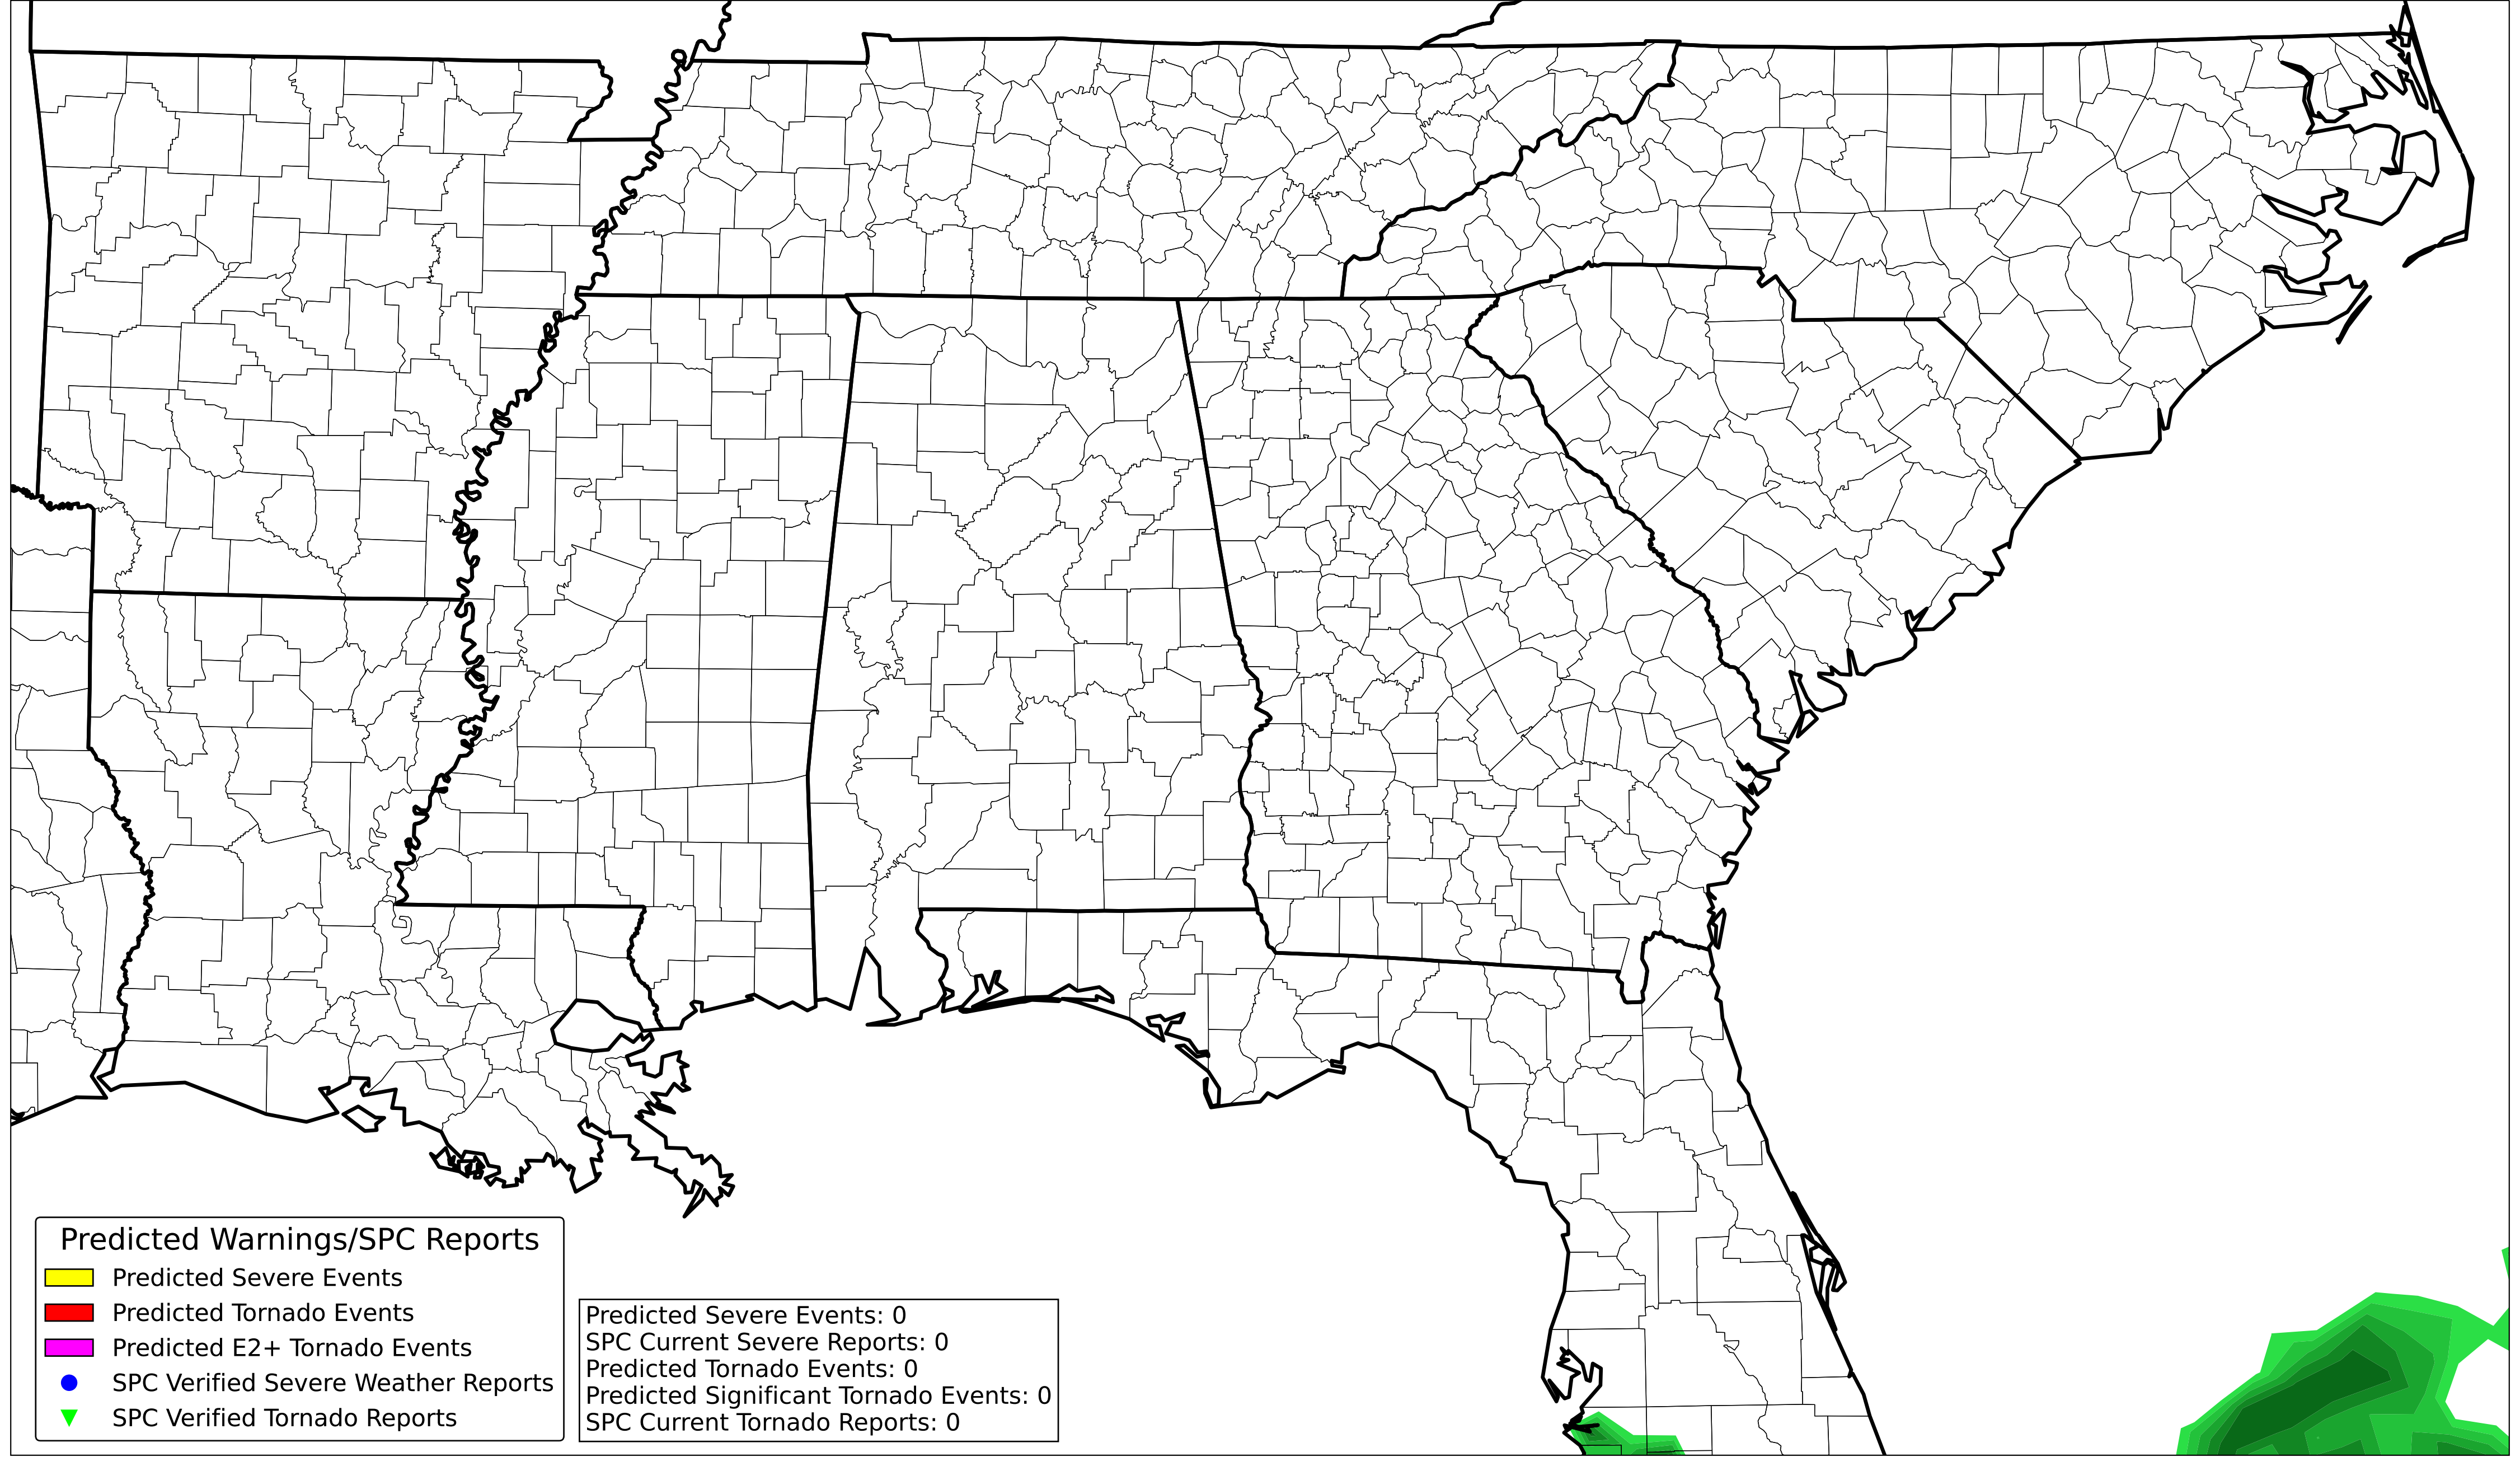 Predicted Warnings/SPC Reports
Predicted Severe Events
Predicted Tornado Events
Predicted E2+ Tornado Events
SPC Verified Severe Weather Reports
SPC Verified Tornado Reports
Predicted Severe Events: 0
SPC Current Severe Reports: 0
Predicted Tornado Events: 0
Predicted Significant Tornado Events: 0
SPC Current Tornado Reports: 0